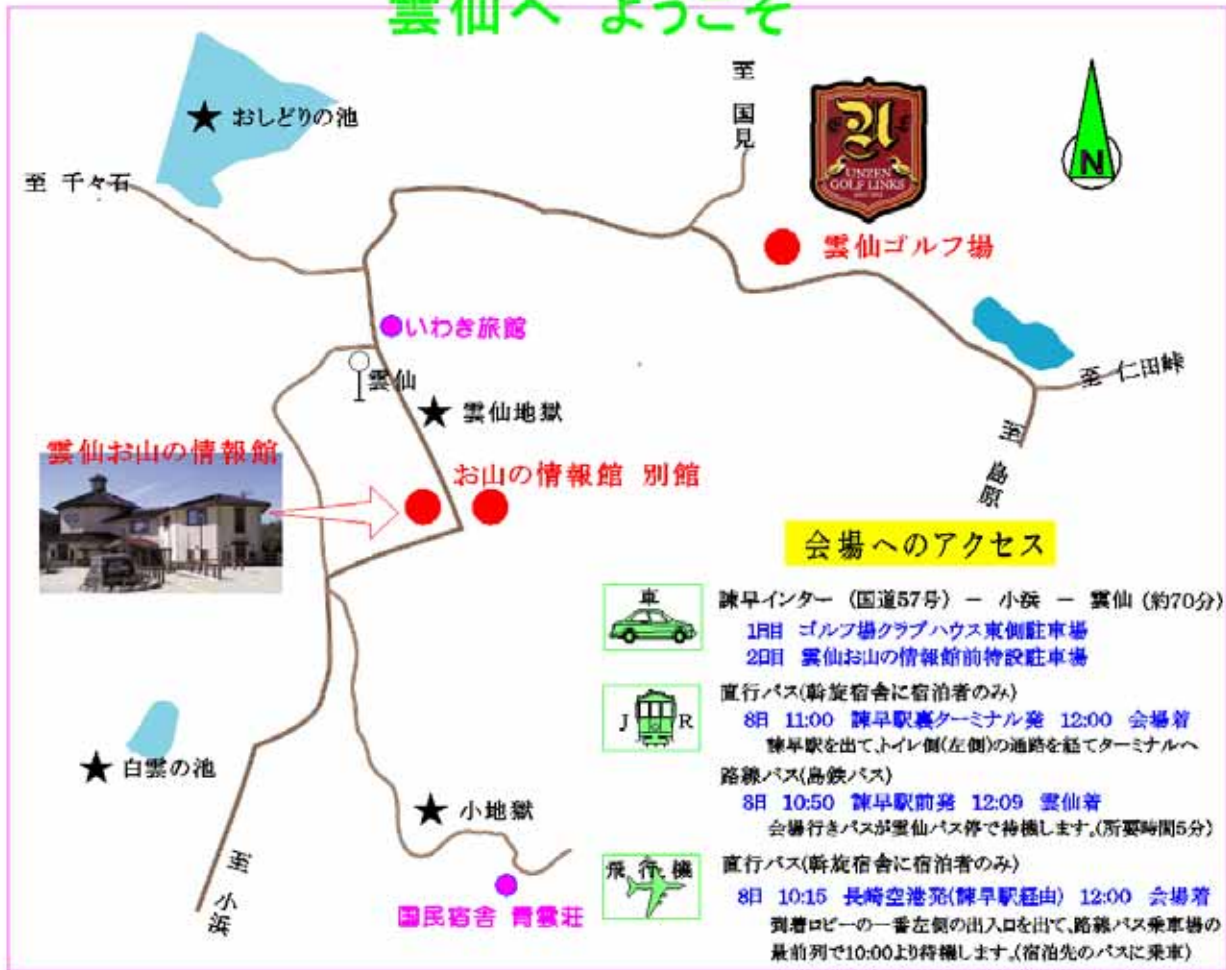 雲仙へ ようこそ
★ おしどりの池
至 千々石
至 国見
UNZEN
GOLF LINKS
N
雲仙ゴルフ場
いわき旅館
雲仙
★ 雲仙地獄
至 仁田峠
至 島原
雲仙お山の情報館
お山の情報館 別館
★ 白雲の池
★ 小地獄
至 小浜
国民宿舎 青雲荘
会場へのアクセス
車
諫早インター (国道57号) － 小浜 － 雲仙 (約70分)
1日目 ゴルフ場クラブハウス東側駐車場
2日目 雲仙お山の情報館前特設駐車場
J R
直行バス(斡旋宿舎に宿泊者のみ)
8日 11:00 諫早駅裏ターミナル発 12:00 会場着
諫早駅を出て、トイレ側(左側)の通路を経てターミナルへ
路線バス(島鉄バス)
8日 10:50 諫早駅前発 12:09 雲仙着
会場行きバスが雲仙バス停で待機します。(所要時間5分)
飛行機
直行バス(斡旋宿舎に宿泊者のみ)
8日 10:15 長崎空港発(諫早駅経由) 12:00 会場着
到着ロビーの一番左側の出入口を出て、路線バス乗車場の
最前列で10:00より待機します。(宿泊先のバスに乗車)